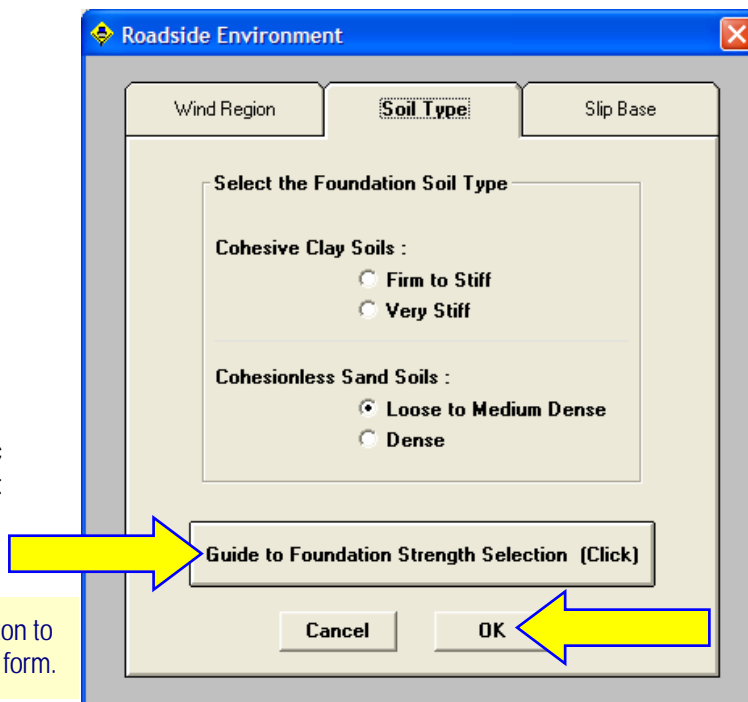 Roadside Environment
Wind Region Soil Type Slip Base
Select the Foundation Soil Type
Cohesive Clay Soils :
Firm to Stiff
Very Stiff
Cohesionless Sand Soils :
Loose to Medium Dense
Dense
Guide to Foundation Strength Selection (Click)
Cancel OK
to
form.